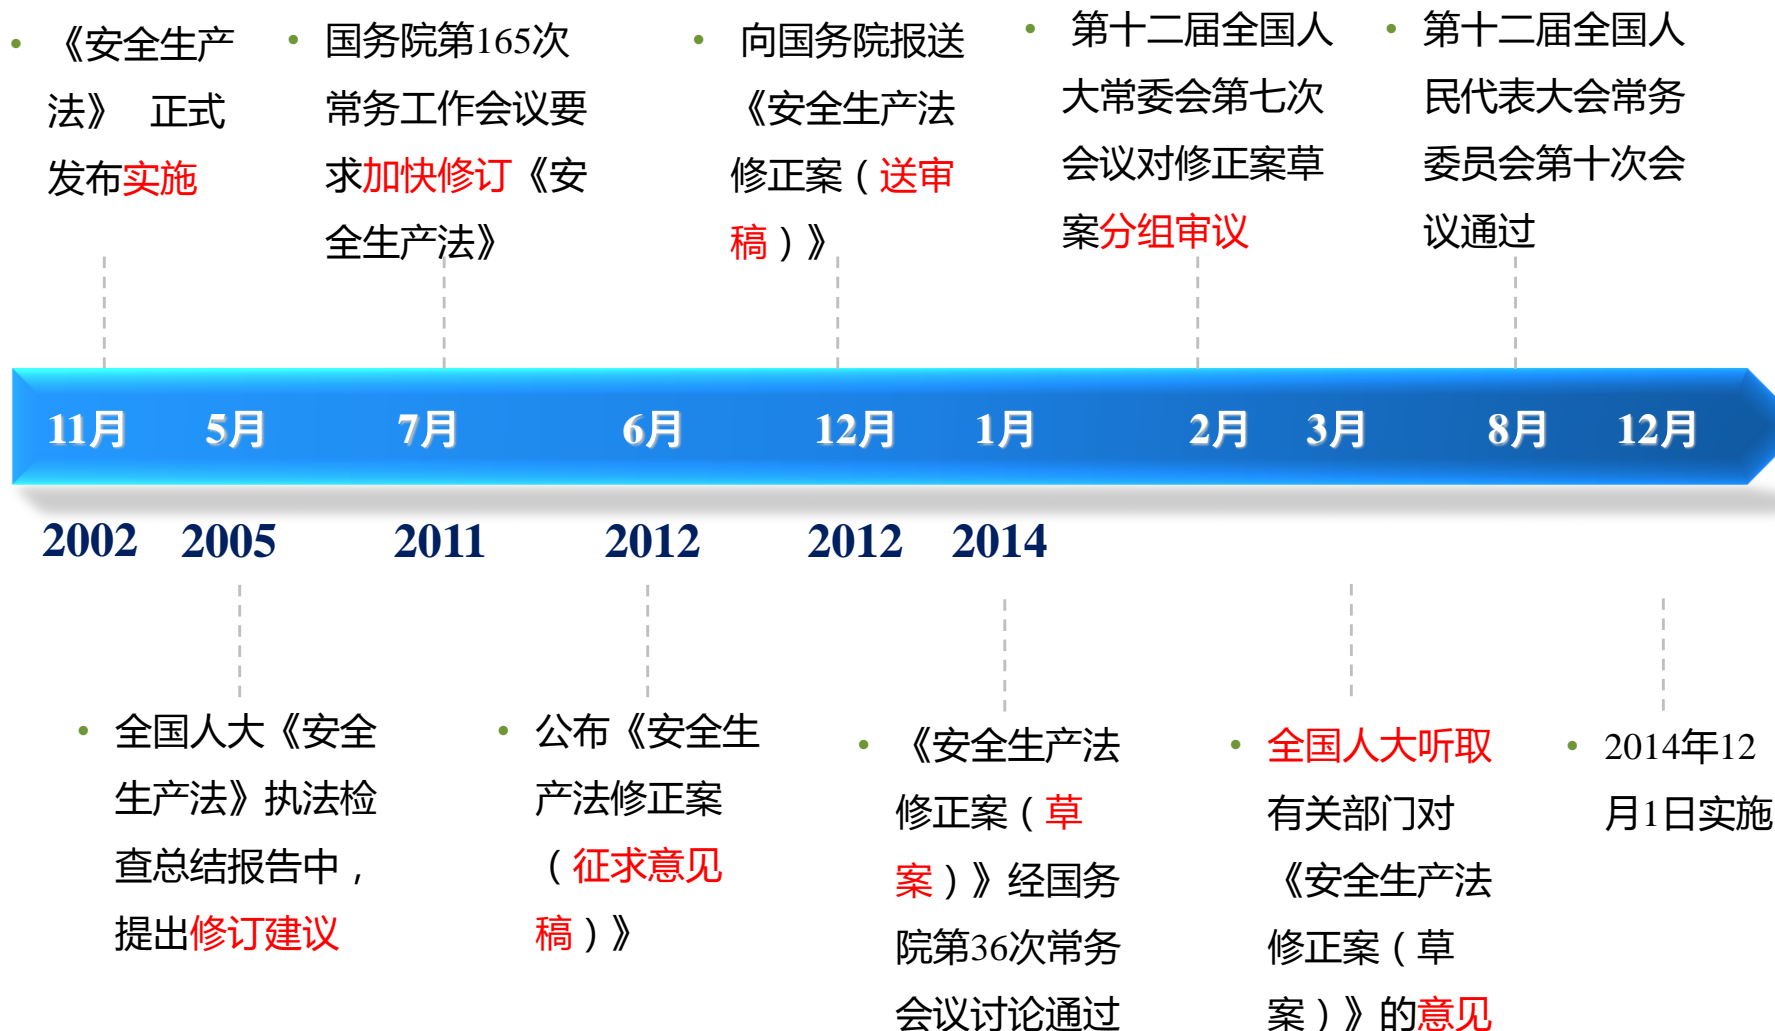 • 《安全生产
法》 正式
发布实施
• 国务院第165次
常务工作会议要
求加快修订《安
全生产法》
• 向国务院报送
《安全生产法
修正案（送审
稿）》
• 第十二届全国人
大常委会第七次
会议对修正案草
案分组审议
• 第十二届全国人
民代表大会常务
委员会第十次会
议通过
11月 5月 7月 6月 12月 1月 2月 3月 8月 12月
2002 2005 2011 2012 2012 2014
• 全国人大《安全
生产法》执法检
查总结报告中，
提出修订建议
• 公布《安全生
产法修正案
（征求意见
稿）》
• 《安全生产法
修正案（草
案）》经国务
院第36次常务
会议讨论通过
• 全国人大听取
有关部门对
《安全生产法
修正案（草
案）》的意见
• 2014年12
月1日实施